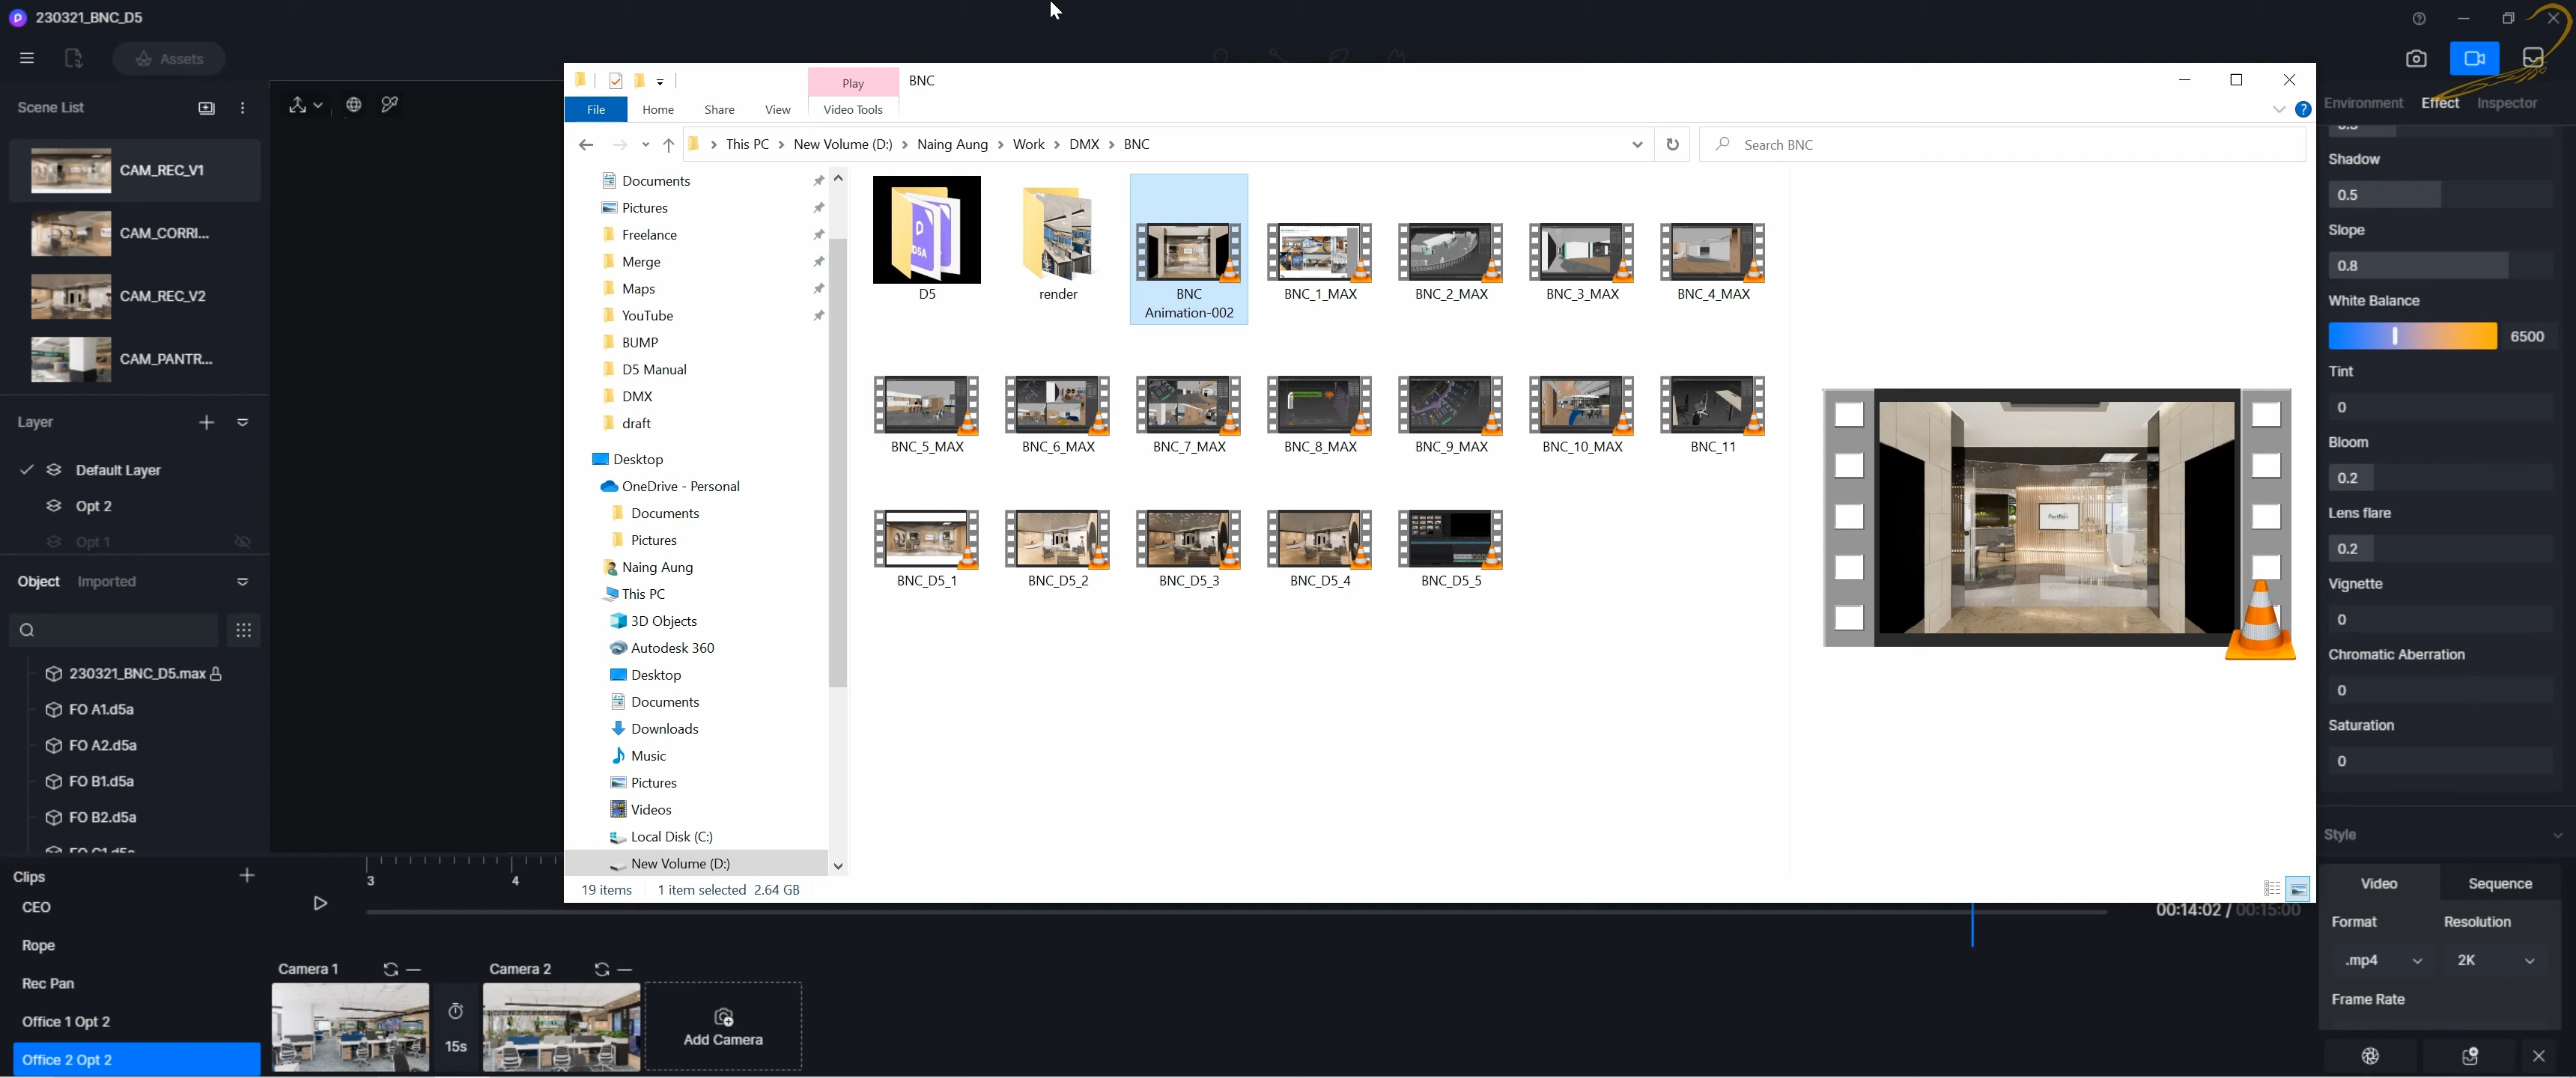 230321_BNC_D5
Assets
Scene List
CAM_REC_V1
CAM_CORRI...
CAM_REC_V2
CAM_PANTR...
Layer
Default Layer
Opt 2
Opt 1
Object Imported
230321_BNC_D5.max
FO A1.d5a
FO A2.d5a
FO B1.d5a
FO B2.d5a
Clips
CEO
Rope
Rec Pan
Office 1 Opt 2
Office 2 Opt 2
Play BNC
File Home Share View Video Tools
This PC > New Volume (D:) > Naing Aung > Work > DMX > BNC
Search BNC
Documents
Pictures
Freelance
Merge
Maps
YouTube
BUMP
D5 Manual
DMX
draft
Desktop
OneDrive - Personal
Documents
Pictures
Naing Aung
This PC
3D Objects
Autodesk 360
Desktop
Documents
Downloads
Music
Pictures
Videos
Local Disk (C:)
New Volume (D:)
D5A
D5
render
BNC
Animation-002
BNC_1_MAX
BNC_2_MAX
BNC_3_MAX
BNC_4_MAX
BNC_5_MAX
BNC_6_MAX
BNC_7_MAX
BNC_8_MAX
BNC_9_MAX
BNC_10_MAX
BNC_11
BNC_D5_1
BNC_D5_2
BNC_D5_3
BNC_D5_4
BNC_D5_5
19 items 1 item selected 2.64 GB
3 4
00:14:02 / 00:15:00
Camera 1
15s
Camera 2
Add Camera
Environment Effect Inspector
Shadow
0.5
Slope
0.8
White Balance
6500
Tint
0
Bloom
0.2
Lens flare
0.2
Vignette
0
Chromatic Aberration
0
Saturation
0
Style
Video Sequence
Format Resolution
.mp4 2K
Frame Rate